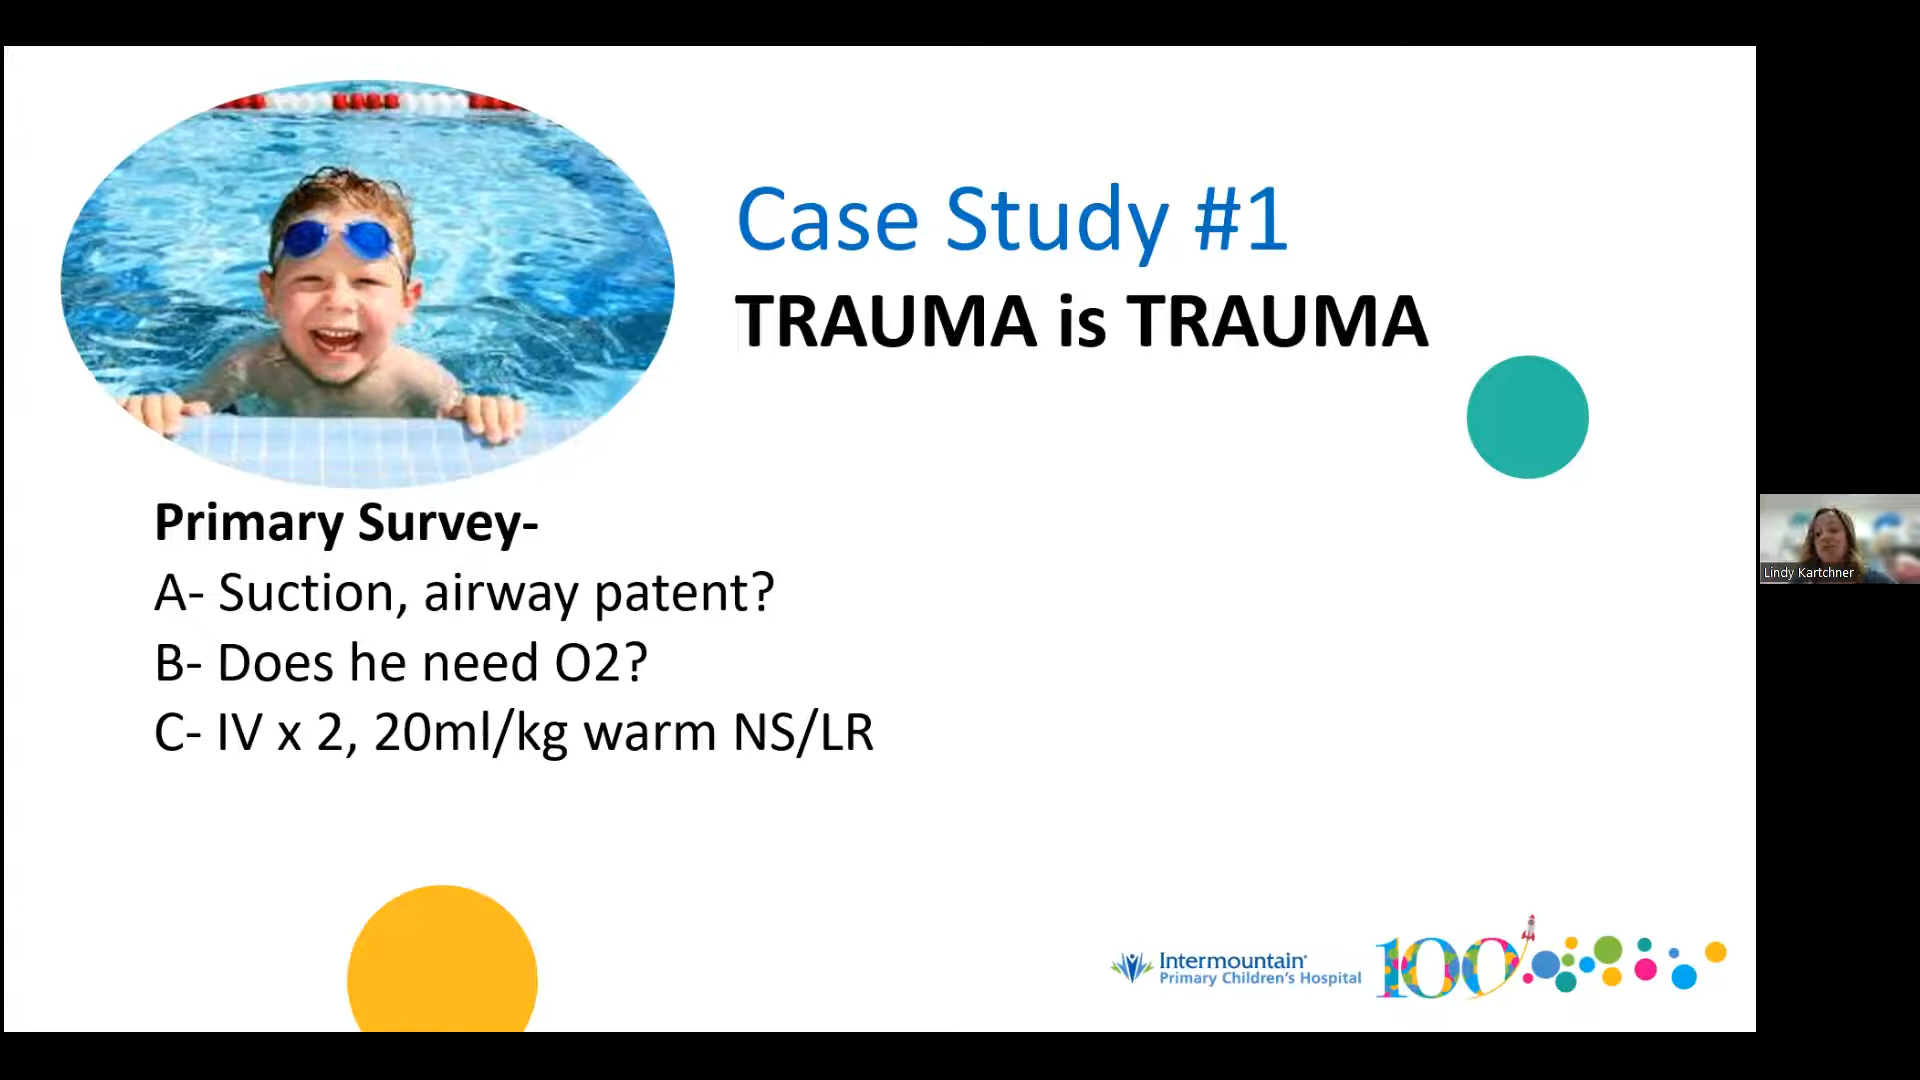 Case Study #1
TRAUMA is TRAUMA
Primary Survey-
A- Suction, airway patent?
B- Does he need O2?
C- IV x 2, 20ml/kg warm NS/LR
Lindy Kartchner
Intermountain®
Primary Children's Hospital
100